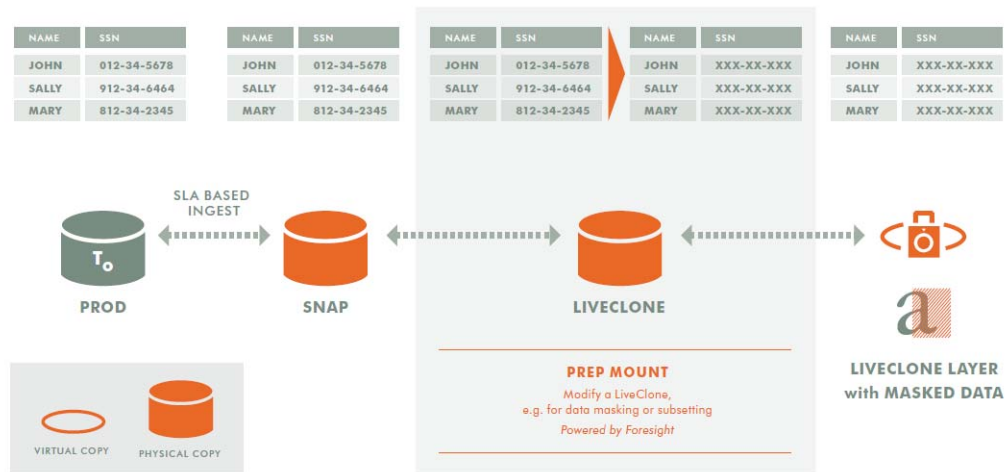 NAME SSN
JOHN 012-34-5678
SALLY 912-34-6464
MARY 812-34-2345
NAME SSN
JOHN 012-34-5678
SALLY 912-34-6464
MARY 812-34-2345
NAME SSN
JOHN 012-34-5678
SALLY 912-34-6464
MARY 812-34-2345
NAME SSN
JOHN XXX-XX-XXX
SALLY XXX-XX-XXX
MARY XXX-XX-XXX
NAME SSN
JOHN XXX-XX-XXX
SALLY XXX-XX-XXX
MARY XXX-XX-XXX
SLA BASED
INGEST
To
PROD
SNAP
LIVECLONE
a
LIVECLONE LAYER
with MASKED DATA
PREP MOUNT
Modify a LiveClone,
e.g. for data masking or subsetting
Powered by Foresight
VIRTUAL COPY
PHYSICAL COPY